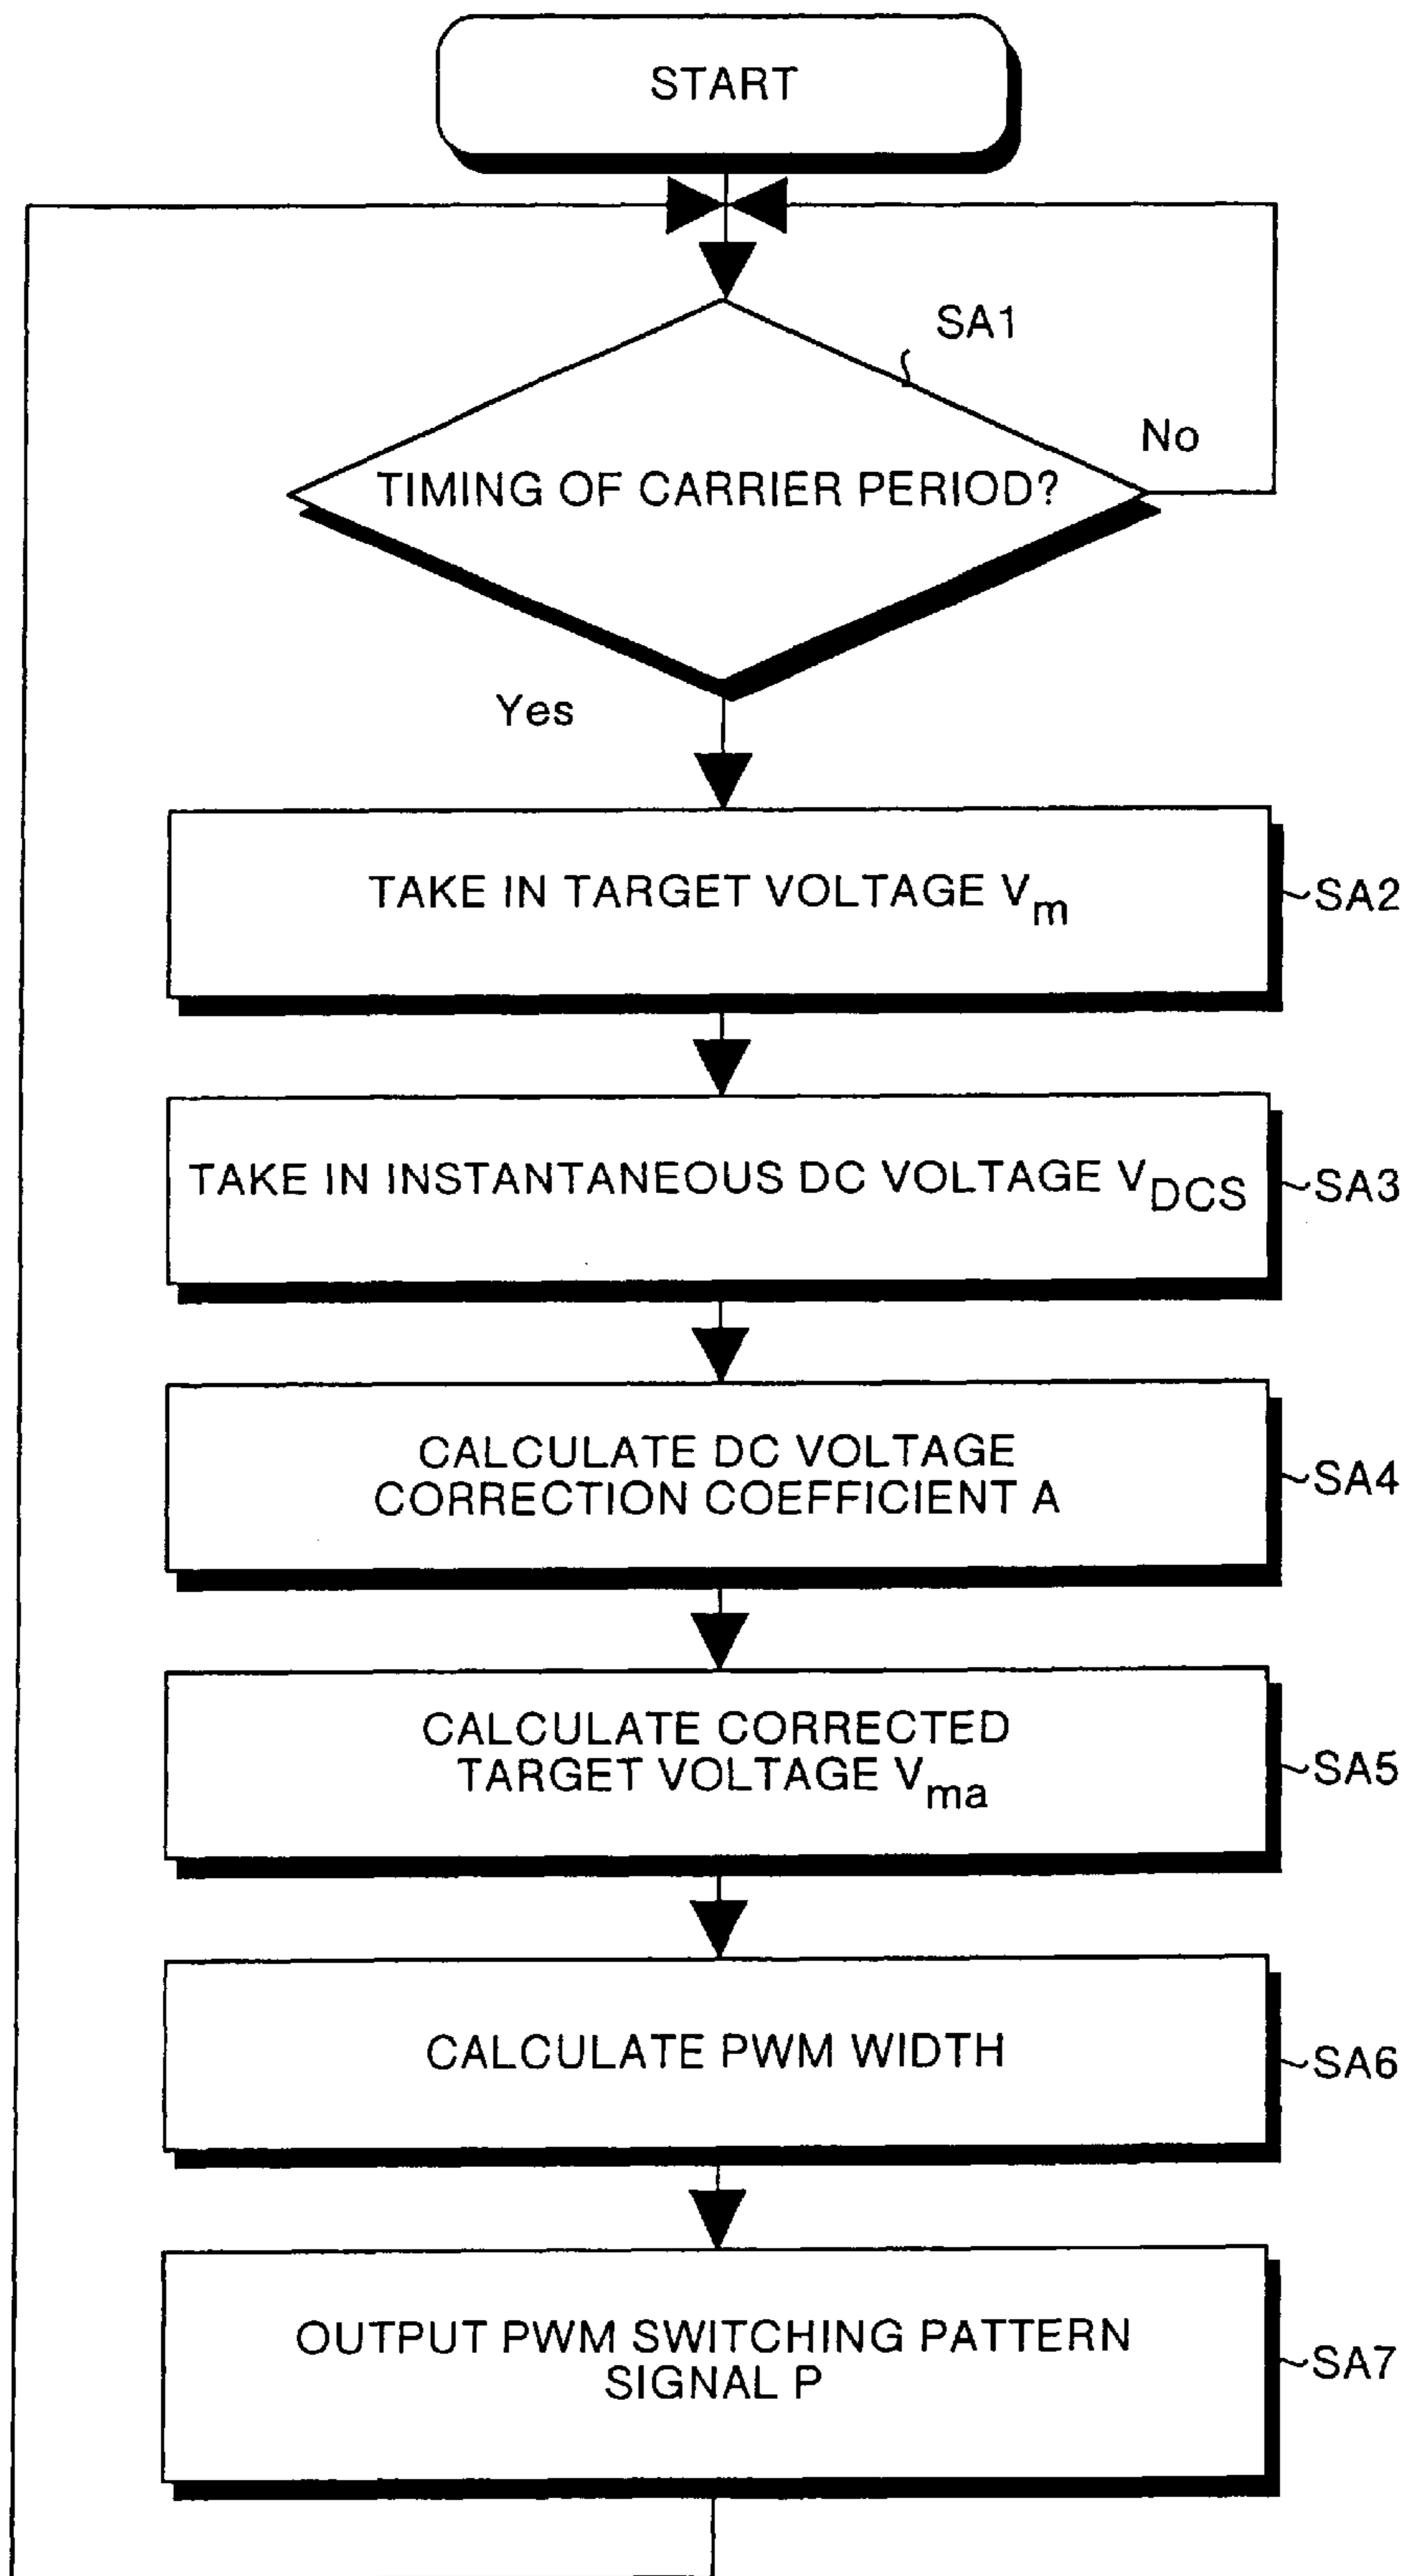 START
SA1
No
TIMING OF CARRIER PERIOD?
Yes
TAKE IN TARGET VOLTAGE Vm
SA2
TAKE IN INSTANTANEOUS DC VOLTAGE VDCS
SA3
CALCULATE DC VOLTAGE
CORRECTION COEFFICIENT A
SA4
CALCULATE CORRECTED
TARGET VOLTAGE Vma
SA5
CALCULATE PWM WIDTH
SA6
OUTPUT PWM SWITCHING PATTERN
SIGNAL P
SA7